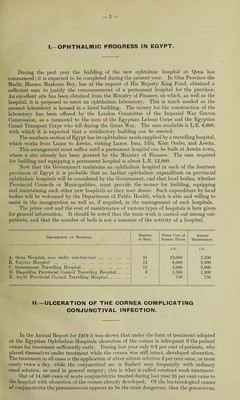 — 5 —
I.—OPHTHALMIC PROGRESS IN EGYPT.
During the past year the building of the new ophthalmic hospital at Qena has
commenced; it is expected to be completed during the present year. In Giza Province the
Mudir, Hassan Mazloum Bey, has at the request of His Majesty King Fuad, obtained a
sufficient sum to justify the commencement of a permanent hospital for the province.
An excellent site has been obtained from the Ministry of Finance, on which, as well as the
hospital, it is proposed to erect an ophthalmic laboratory. This is much needed as the
present laboratory is housed in a hired building. The money for the construction of the
laboratory has been offered by the London Committee of the Imperial War Graves
Commission, as a memorial to the men of the Egyptian Labour Corps and the Egyptian
Camel Transport Corps who fell during the Great War. The sum available is L.E. 6,600,
with which it is expected that a satisfactory building can be erected.
The southern section of Egypt has its ophthalmic needs supplied by a travelling hospital,
which works from Luxor to Aswân, visiting Luxor, Isna, Idfu, Kôm Ombo, and Aswân.
This arrangement must suffice until a permanent hospital can be built at Aswân town,
where a site already has been granted by the Ministry of Finance. The sum required
for building and equipping a permanent hospital is about L.E. 13,000.
Now that the Government maintains an ophthalmic hospital in each of the fourteen
provinces of Egypt it is probable that no further ophthalmic expenditure on provincial
ophthalmic hospitals will be considered by the Government, and that local bodies, whether
Provincial Councils or Municipalities, must provide the money for building, equipping
and maintaining such other new hospitals as they may desire. Such expenditure by local
bodies will be welcomed by the Department of Public Health, which is able and willing to
assist in the inauguration as well as, if required, in the management of such hospitals.
The prime cost and the cost of maintenance of various types of hospitals is here given
for general information. It should be noted that the main work is carried out among out-
patients, and that the number of beds is not a measure of the activity of a hospital.
Description of Hospital. Number of Beds. Prime Cost at Present Prices. Annual Maintenance.
L.E. L.E.
A. Qena Hospital, now under construction 24 13,000 2,500
B. Faiyûm Hospital 12 6,000 2,000
C. Government Travelling Hospital 12 3,000 2,000
D. Daqahliya Provincial Council Travelling Hospital 4 1,500 1,500
E. Asyût Provincial Council Travelling Hospital — 750 750
II.—ULCERATION OF THE CORNEA COMPLICATING
CONJUNCTIVAL INFECTION.
In the Annual Report for 1919 it was shown that under the form of treatment adopted
at the Egyptian Ophthalmic Hospitals ulceration of the cornea is infrequent if the patient
comes for treatment sufficiently early. During last year only 0·2 per cent of patients, who
placed themselves under treatment while the cornea was still intact, developed ulceration.
The treatment in all cases is the application of silver nitrate solution 2 per cent once, or more
rarely twice a day, while the conjunctival sac is flushed very frequently with ordinary
usual solution, as used in general surgery; this is what is called constant wash treatment.
Out of 14,540 cases of acute conjunctivitis treated during last year 25 per cent came to
the hospital with ulceration of the cornea already developed. Of the bacteriological causes
of conjunctivitis the pneumococcus appears to be the most dangerous, then the gonococcus,